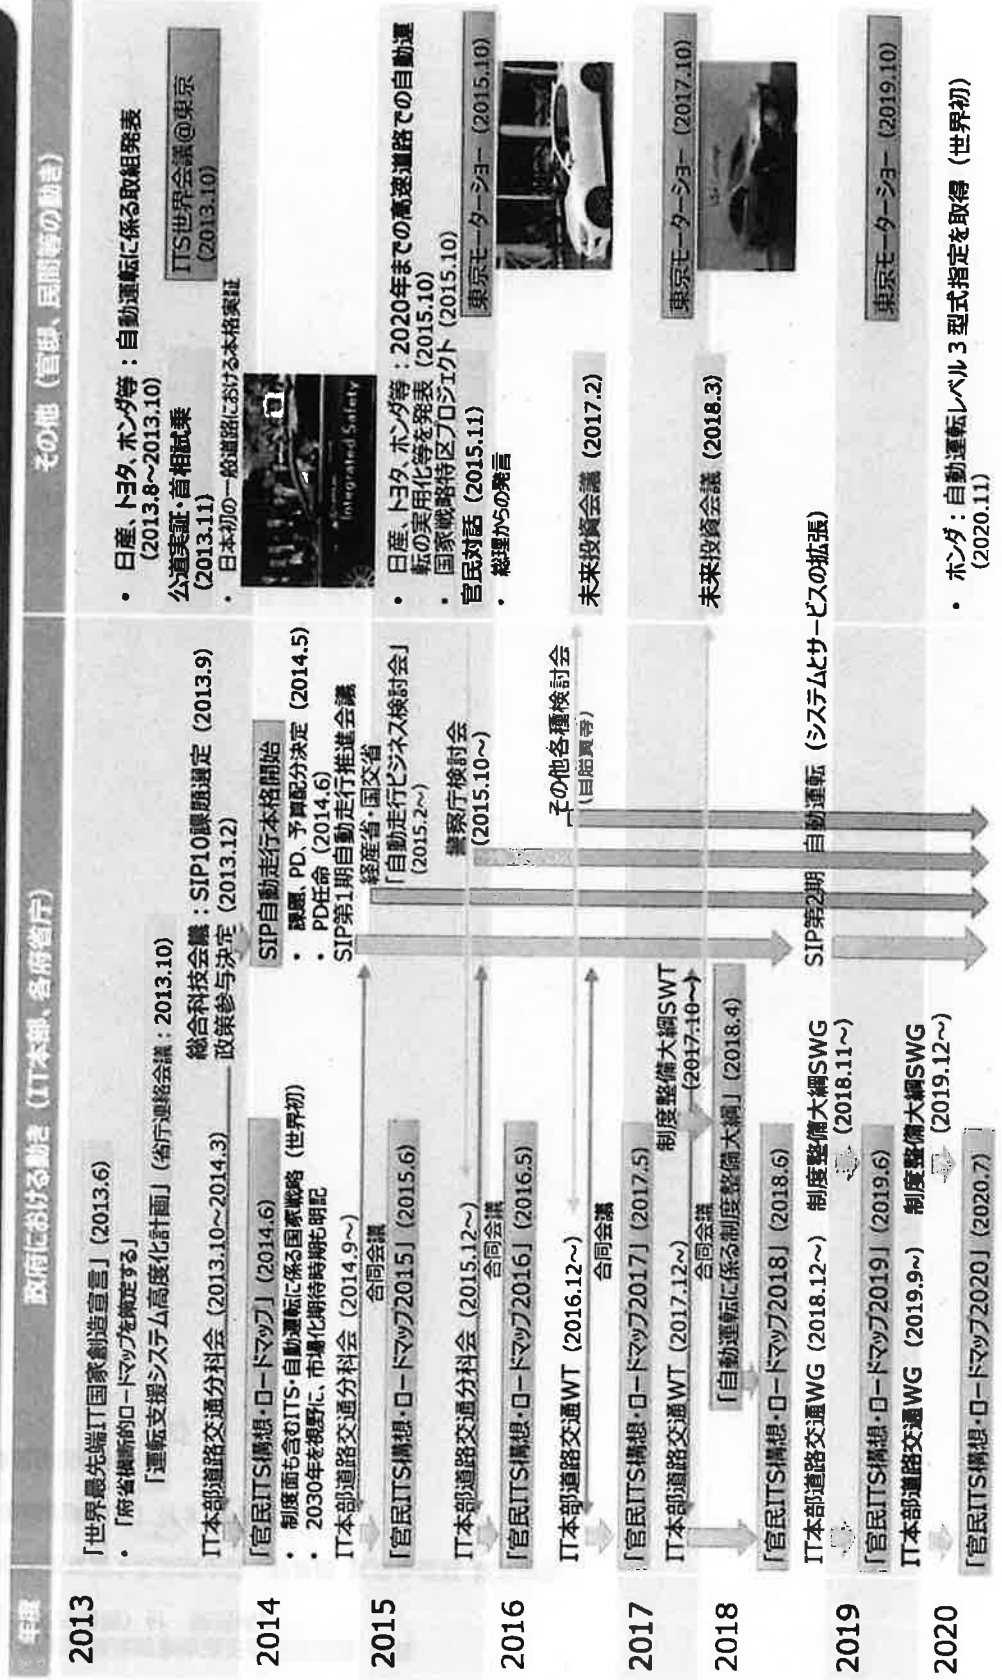 年度
政府における動き（IT本部、各府省庁）
その他（官邸、民間等の動き）
2013
「世界最先端IT国家創造宣言」（2013.6）
• 「府省横断的ロードマップを策定する」
「運転支援システム高度化計画」（省庁連絡会議：2013.10）
総合科技会議：SIP10課題選定（2013.9）
政策参与決定（2013.12）
IT本部道路交通分科会（2013.10～2014.3）
• 日産、トヨタ、ホンダ等：自動運転に係る取組発表
（2013.8～2013.10）
ITS世界会議@東京
（2013.10）
公道実証・首相試乗
（2013.11）
• 日本初の一般道路における本格実証
Integrated Safety
2014
「官民ITS構想・ロードマップ」（2014.6）
• 制度面も含むITS・自動運転に係る国家戦略（世界初）
• 2030年を視野に、市場化期待時期も明記
SIP自動走行本格開始
• 課題、PD、予算配分決定（2014.5）
• PD任命（2014.6）
SIP第1期自動走行推進会議
IT本部道路交通分科会（2014.9～）
合同会議
2015
経産省・国交省
「自動走行ビジネス検討会」
（2015.2～）
「官民ITS構想・ロードマップ2015」（2015.6）
警察庁検討会
（2015.10～）
IT本部道路交通分科会（2015.12～）
合同会議
• 日産、トヨタ、ホンダ等：2020年までの高速道路での自動運
転の実用化等を発表（2015.10）
• 国家戦略特区プロジェクト（2015.10）
官民対話（2015.11）
• 総理からの発言
東京モーターショー（2015.10）
2016
「官民ITS構想・ロードマップ2016」（2016.5）
その他各種検討会
（自賠責等）
IT本部道路交通WT（2016.12～）
合同会議
未来投資会議（2017.2）
2017
「官民ITS構想・ロードマップ2017」（2017.5）
制度整備大綱SWT
（2017.10～）
IT本部道路交通WT（2017.12～）
合同会議
東京モーターショー（2017.10）
未来投資会議（2018.3）
2018
「自動運転に係る制度整備大綱」（2018.4）
「官民ITS構想・ロードマップ2018」（2018.6）
IT本部道路交通WG（2018.12～）
制度整備大綱SWG
（2018.11～）
SIP第2期 自動運転（システムとサービスの拡張）
2019
「官民ITS構想・ロードマップ2019」（2019.6）
IT本部道路交通WG（2019.9～）
制度整備大綱SWG
（2019.12～）
東京モーターショー（2019.10）
2020
「官民ITS構想・ロードマップ2020」（2020.7）
• ホンダ：自動運転レベル3型式指定を取得（世界初）
（2020.11）